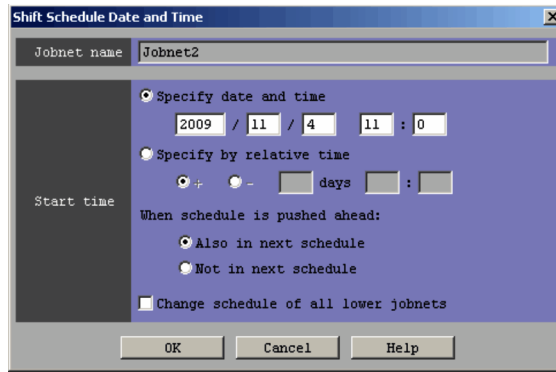 Shift Schedule Date and Time
Jobnet name Jobnet2
Specify date and time
2009 / 11 / 4 11 : 0
Specify by relative time
+ - days :
Start time
When schedule is pushed ahead:
Also in next schedule
Not in next schedule
Change schedule of all lower jobnets
OK Cancel Help